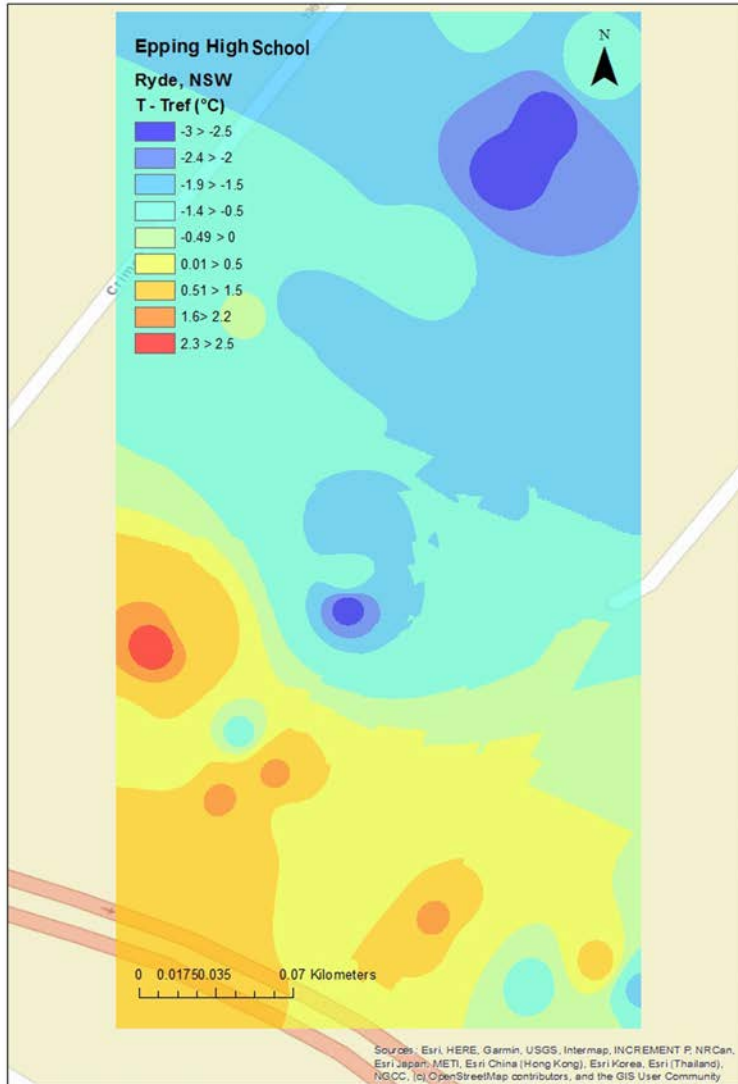 Epping High School
N
Ryde, NSW
T - Tref (°C)
-3 > -2.5
-2.4 > -2
-1.9 > -1.5
-1.4 > -0.5
-0.49 > 0
0.01 > 0.5
0.51 > 1.5
1.6> 2.2
2.3 > 2.5
0 0.01750.035 0.07 Kilometers
Sources: Esri, HERE, Garmin, USGS, Intermap, INCREMENT P, NRCan,
Esri Japan, METI, Esri China (Hong Kong), Esri Korea, Esri (Thailand),
NGCC, (c) OpenStreetMap contributors, and the GIS User Community